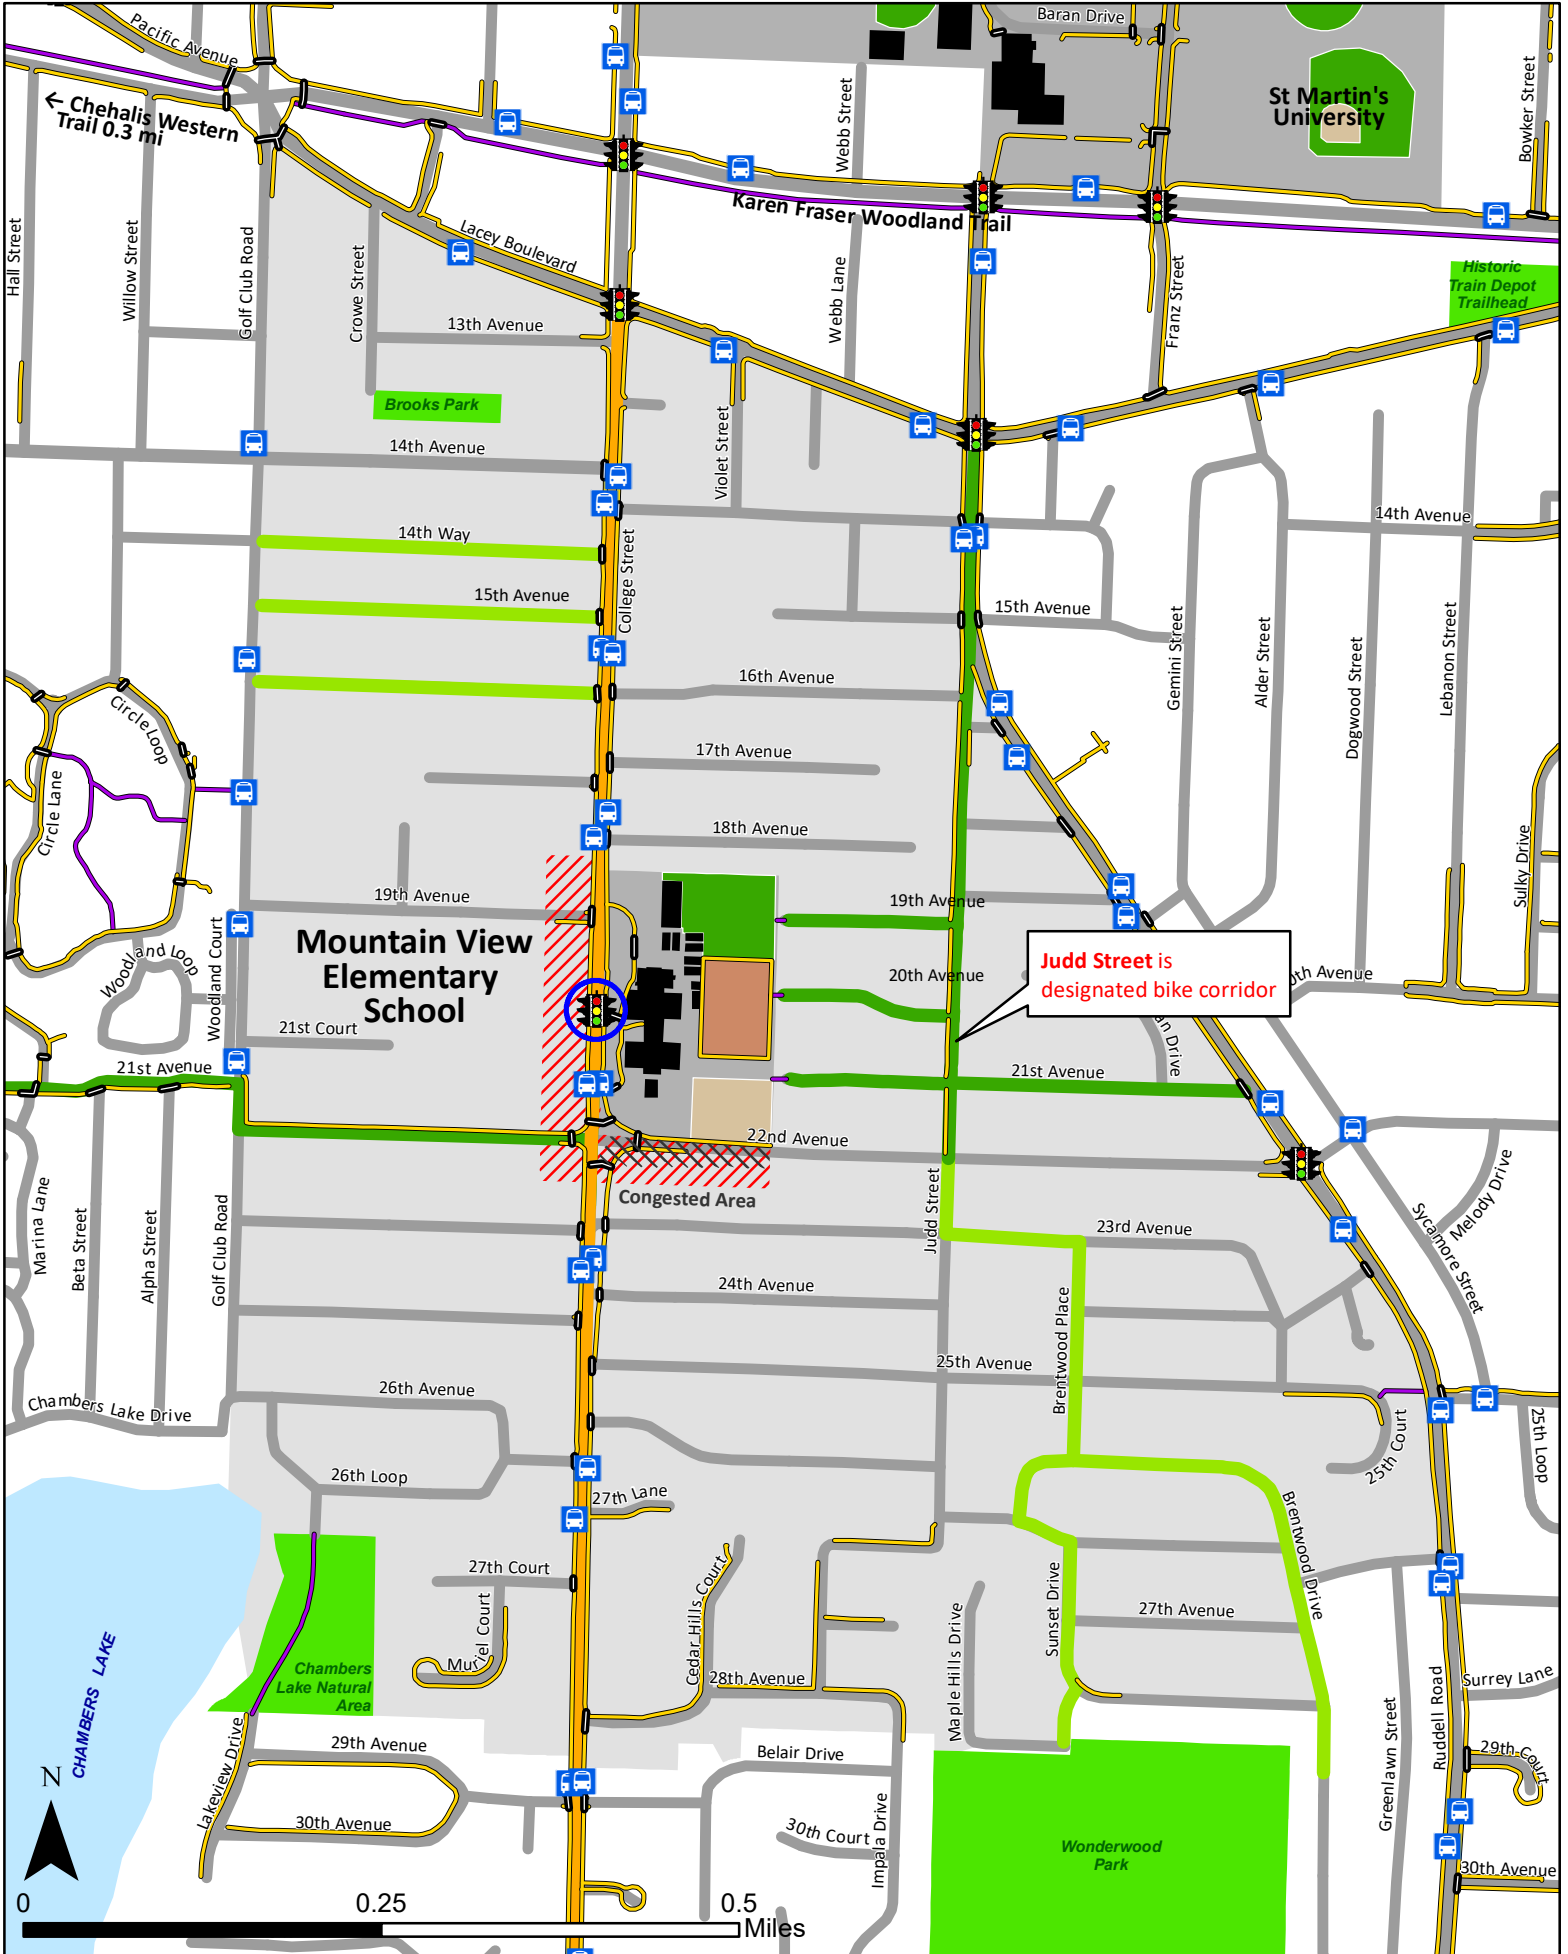 Pacific Avenue
Baran Drive
← Chehalis Western
Trail 0.3 mi
St Martin's
University
Webb Street
Bowker Street
Karen Fraser Woodland Trail
Hall Street
Willow Street
Golf Club Road
Crowe Street
Lacey Boulevard
Webb Lane
Franz Street
Historic
Train Depot
Trailhead
13th Avenue
Brooks Park
14th Avenue
Violet Street
14th Way
College Street
14th Avenue
15th Avenue
15th Avenue
Gemini Street
Alder Street
Dogwood Street
Lebanon Street
16th Avenue
Circle Loop
17th Avenue
Circle Lane
18th Avenue
Sulky Drive
19th Avenue
19th Avenue
Mountain View
Elementary
School
Woodland Loop
Woodland Court
20th Avenue
Judd Street is
designated bike corridor
0th Avenue
an Drive
21st Court
21st Avenue
21st Avenue
22nd Avenue
Congested Area
Marina Lane
Beta Street
Alpha Street
Golf Club Road
Judd Street
23rd Avenue
Melody Drive
Sycamore Street
24th Avenue
Brentwood Place
25th Avenue
26th Avenue
Chambers Lake Drive
25th Court
25th Loop
26th Loop
27th Lane
Brentwood Drive
27th Court
Muriel Court
Cedar Hills Court
Maple Hills Drive
Sunset Drive
27th Avenue
CHAMBERS LAKE
Chambers
Lake Natural
Area
28th Avenue
Greenlawn Street
Ruddell Road
Surrey Lane
29th Avenue
Belair Drive
29th Court
N
Lakeview Drive
30th Avenue
30th Court
Impala Drive
Wonderwood
Park
30th Avenue
0
0.25
0.5
Miles